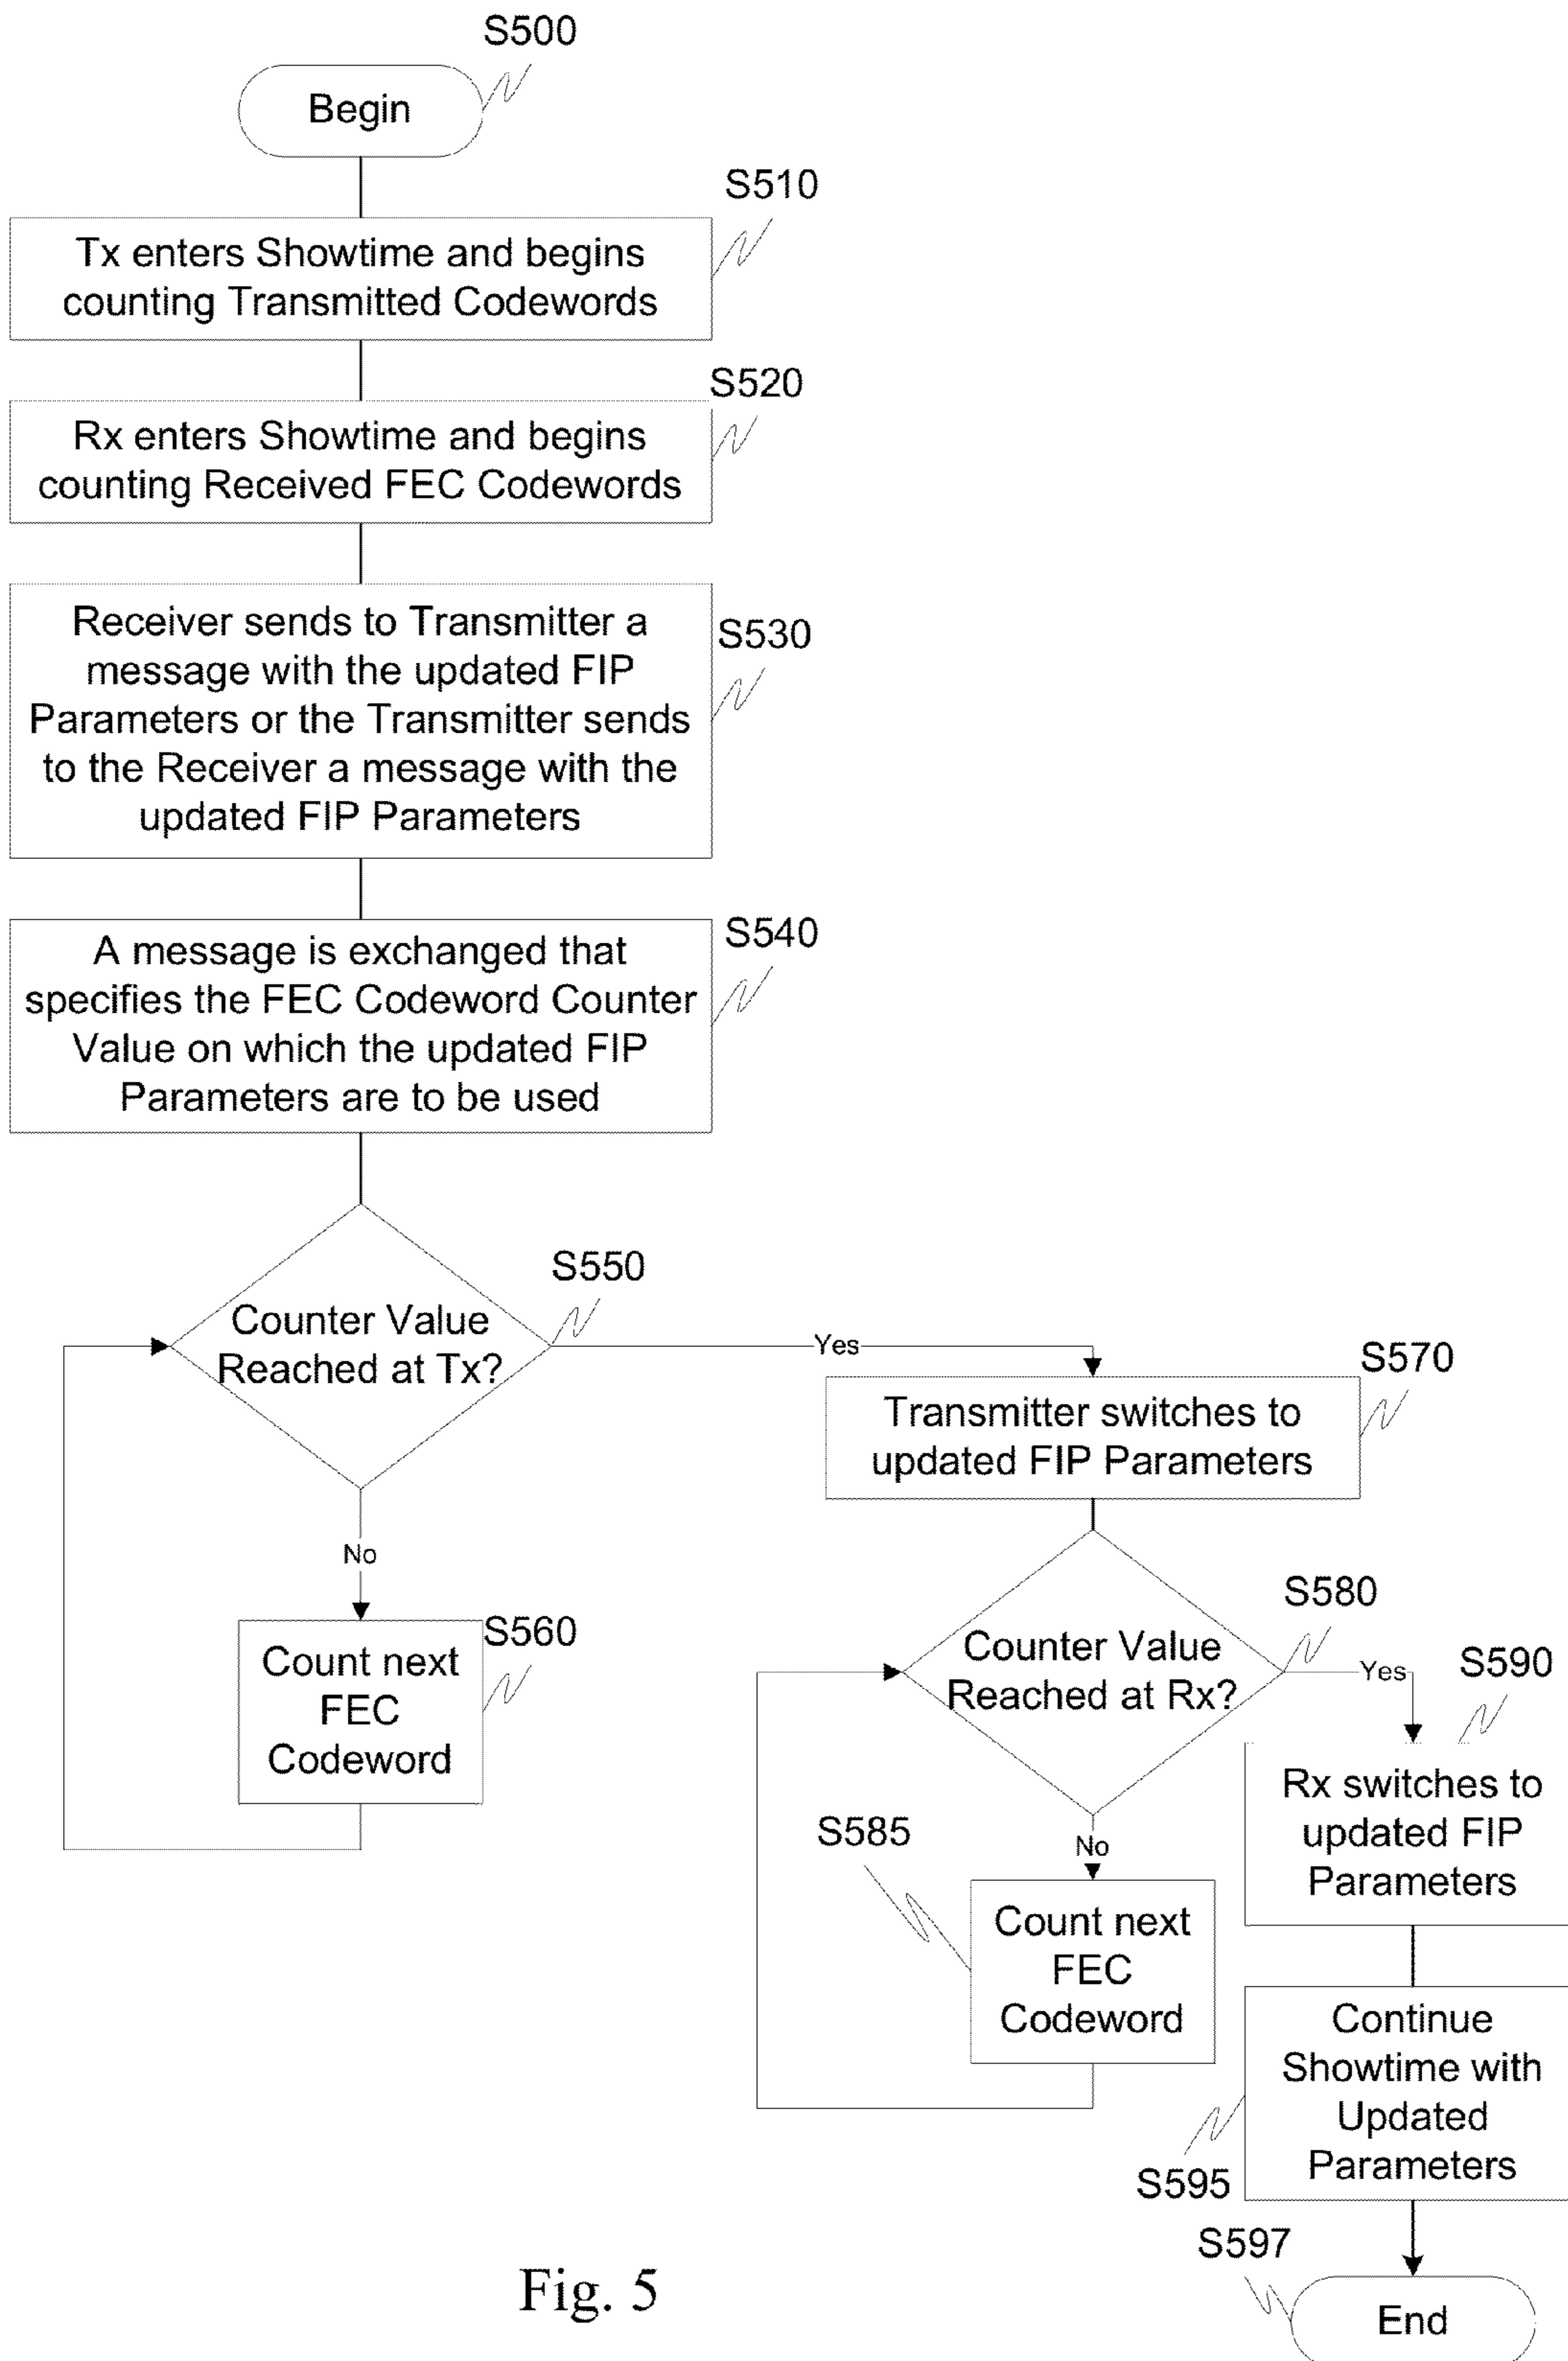 S500
Begin
S510
Tx enters Showtime and begins
counting Transmitted Codewords
S520
Rx enters Showtime and begins
counting Received FEC Codewords
S530
Receiver sends to Transmitter a
message with the updated FIP
Parameters or the Transmitter sends
to the Receiver a message with the
updated FIP Parameters
S540
A message is exchanged that
specifies the FEC Codeword Counter
Value on which the updated FIP
Parameters are to be used
S550
Counter Value
Reached at Tx?
Yes
No
S560
Count next
FEC
Codeword
S570
Transmitter switches to
updated FIP Parameters
S580
Counter Value
Reached at Rx?
Yes
No
S585
Count next
FEC
Codeword
S590
Rx switches to
updated FIP
Parameters
Continue
Showtime with
Updated
Parameters
S595
S597
End
Fig. 5